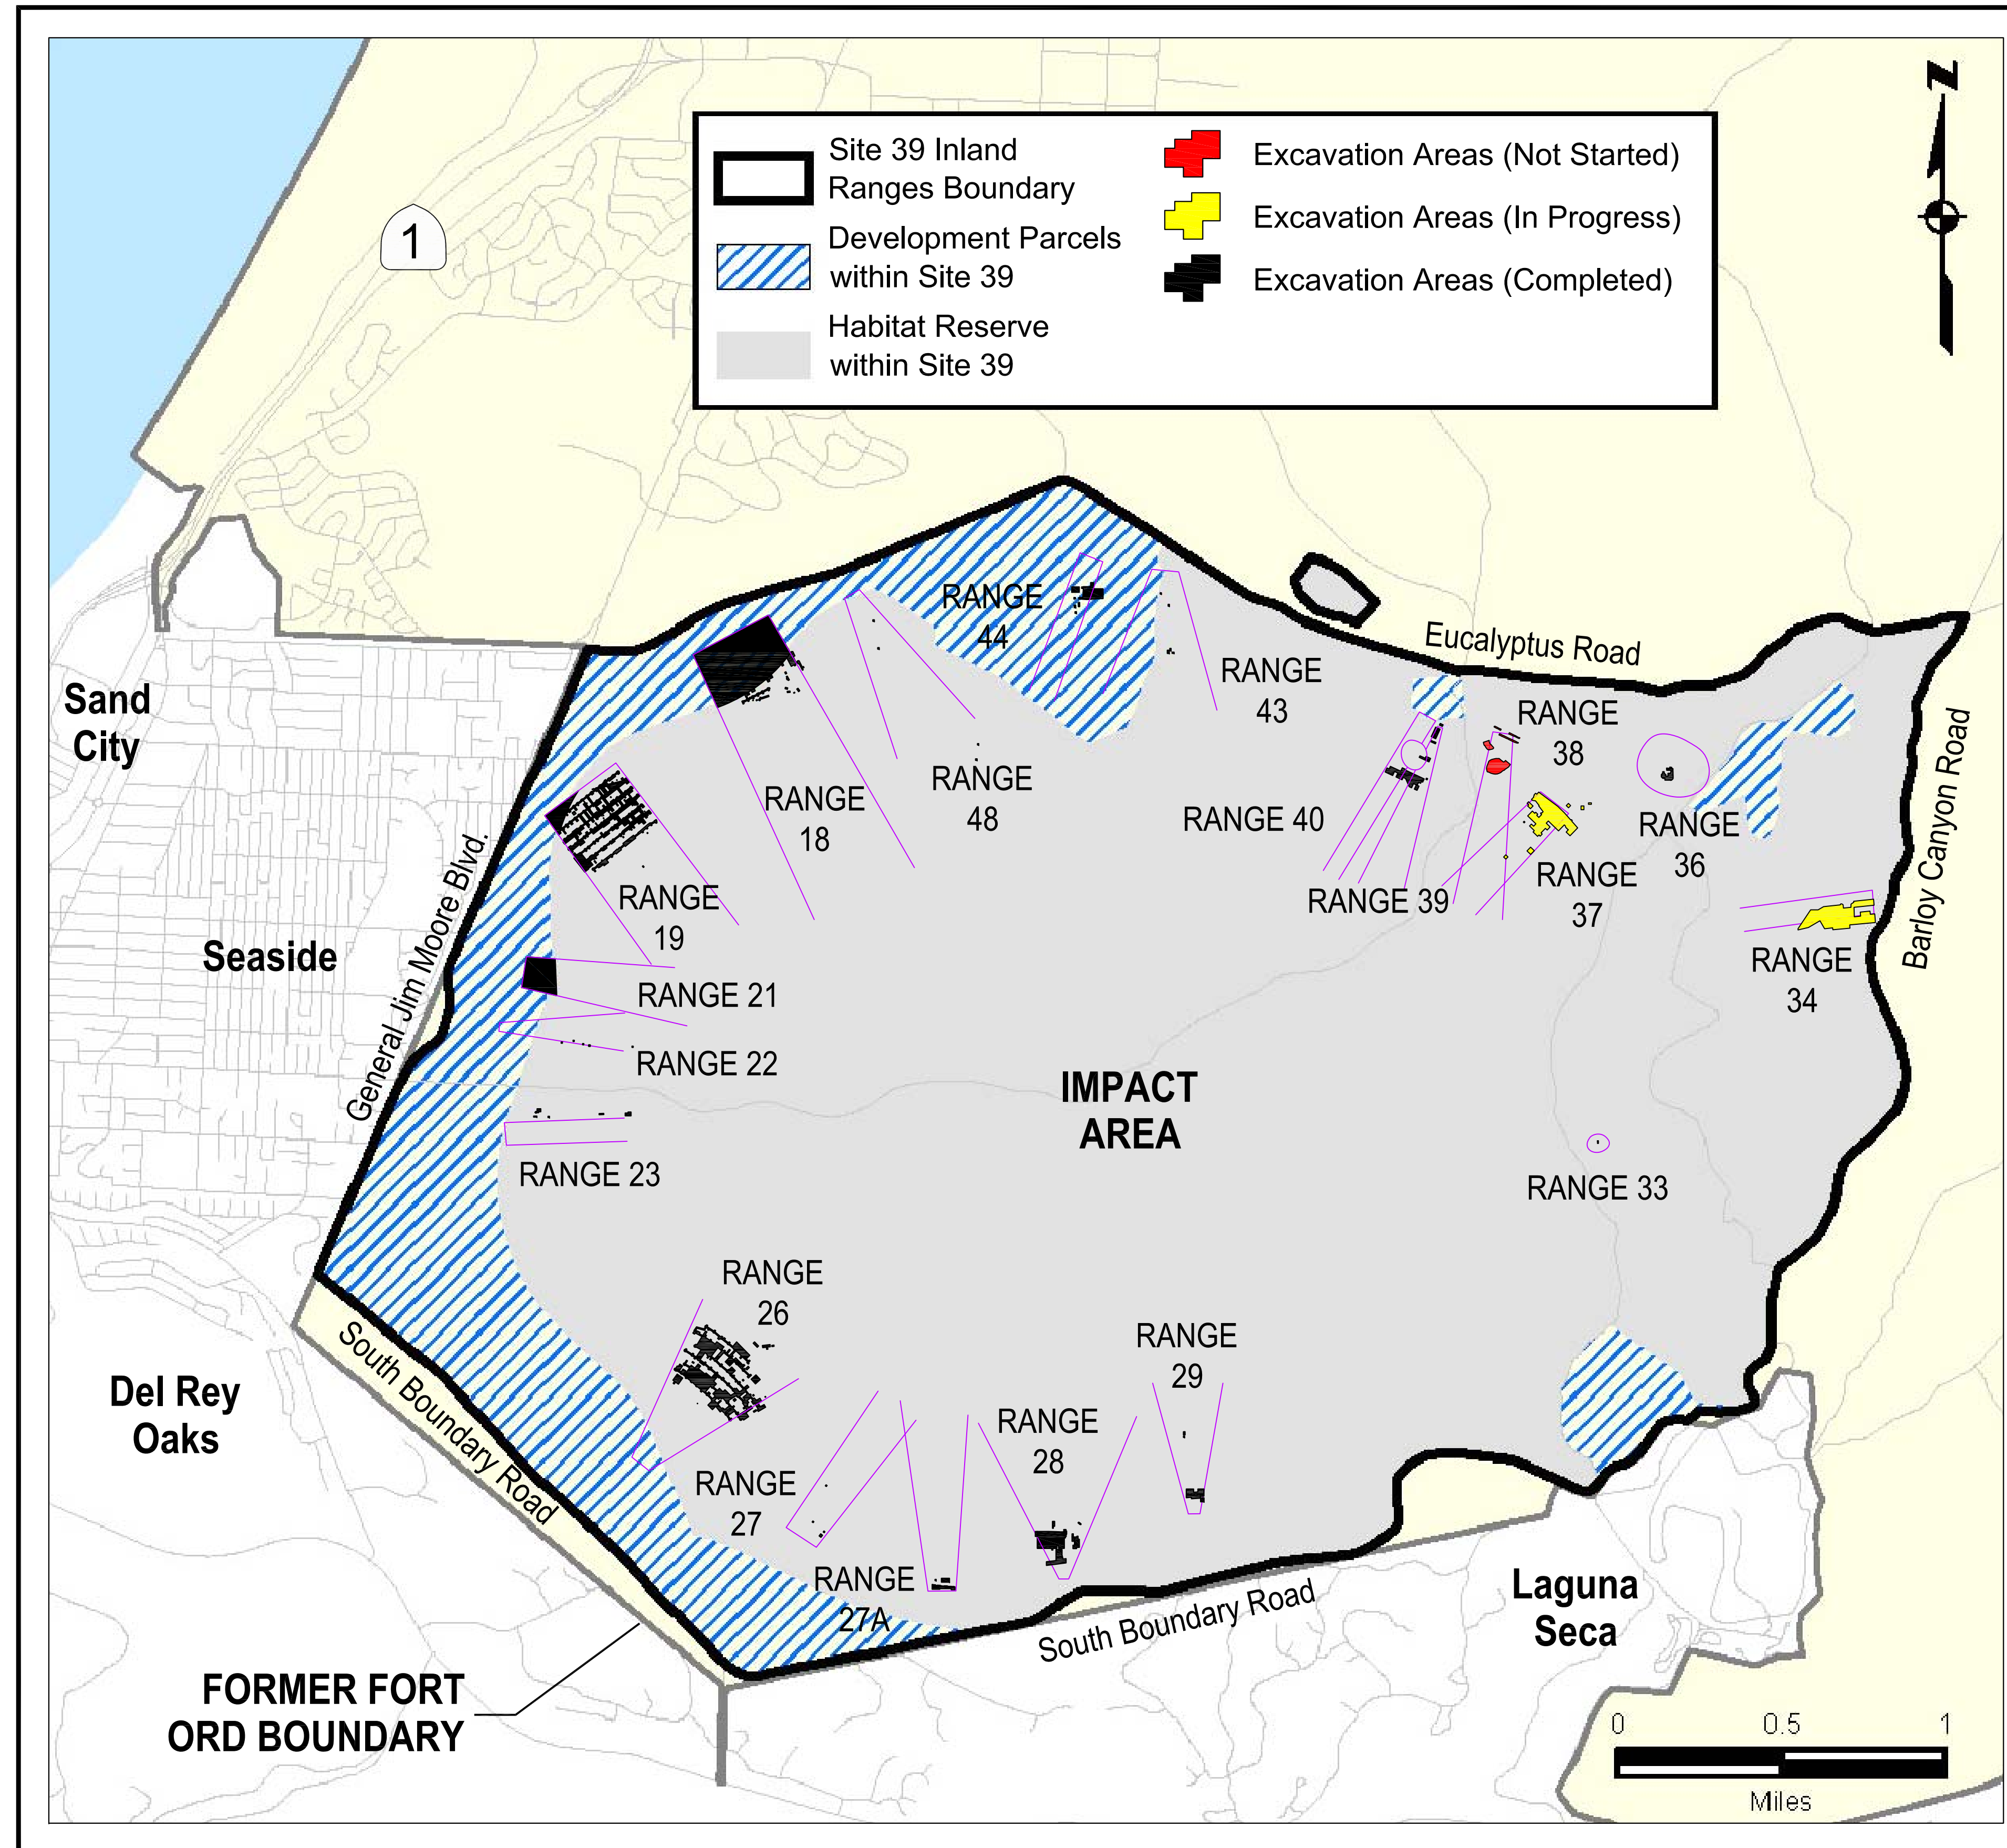 Site 39 Inland
Ranges Boundary
Development Parcels
within Site 39
Habitat Reserve
within Site 39
Excavation Areas (Not Started)
Excavation Areas (In Progress)
Excavation Areas (Completed)
N
1
Sand
City
Seaside
Del Rey
Oaks
General Jim Moore Blvd.
Eucalyptus Road
Barloy Canyon Road
South Boundary Road
South Boundary Road
RANGE
44
RANGE
43
RANGE
38
RANGE
18
RANGE
48
RANGE 40
RANGE
36
RANGE
19
RANGE 39
RANGE
37
RANGE
34
RANGE 21
RANGE 22
IMPACT
AREA
RANGE 23
RANGE 33
RANGE
26
RANGE
29
RANGE
28
RANGE
27
RANGE
27A
Laguna
Seca
FORMER FORT
ORD BOUNDARY
0 0.5 1
Miles